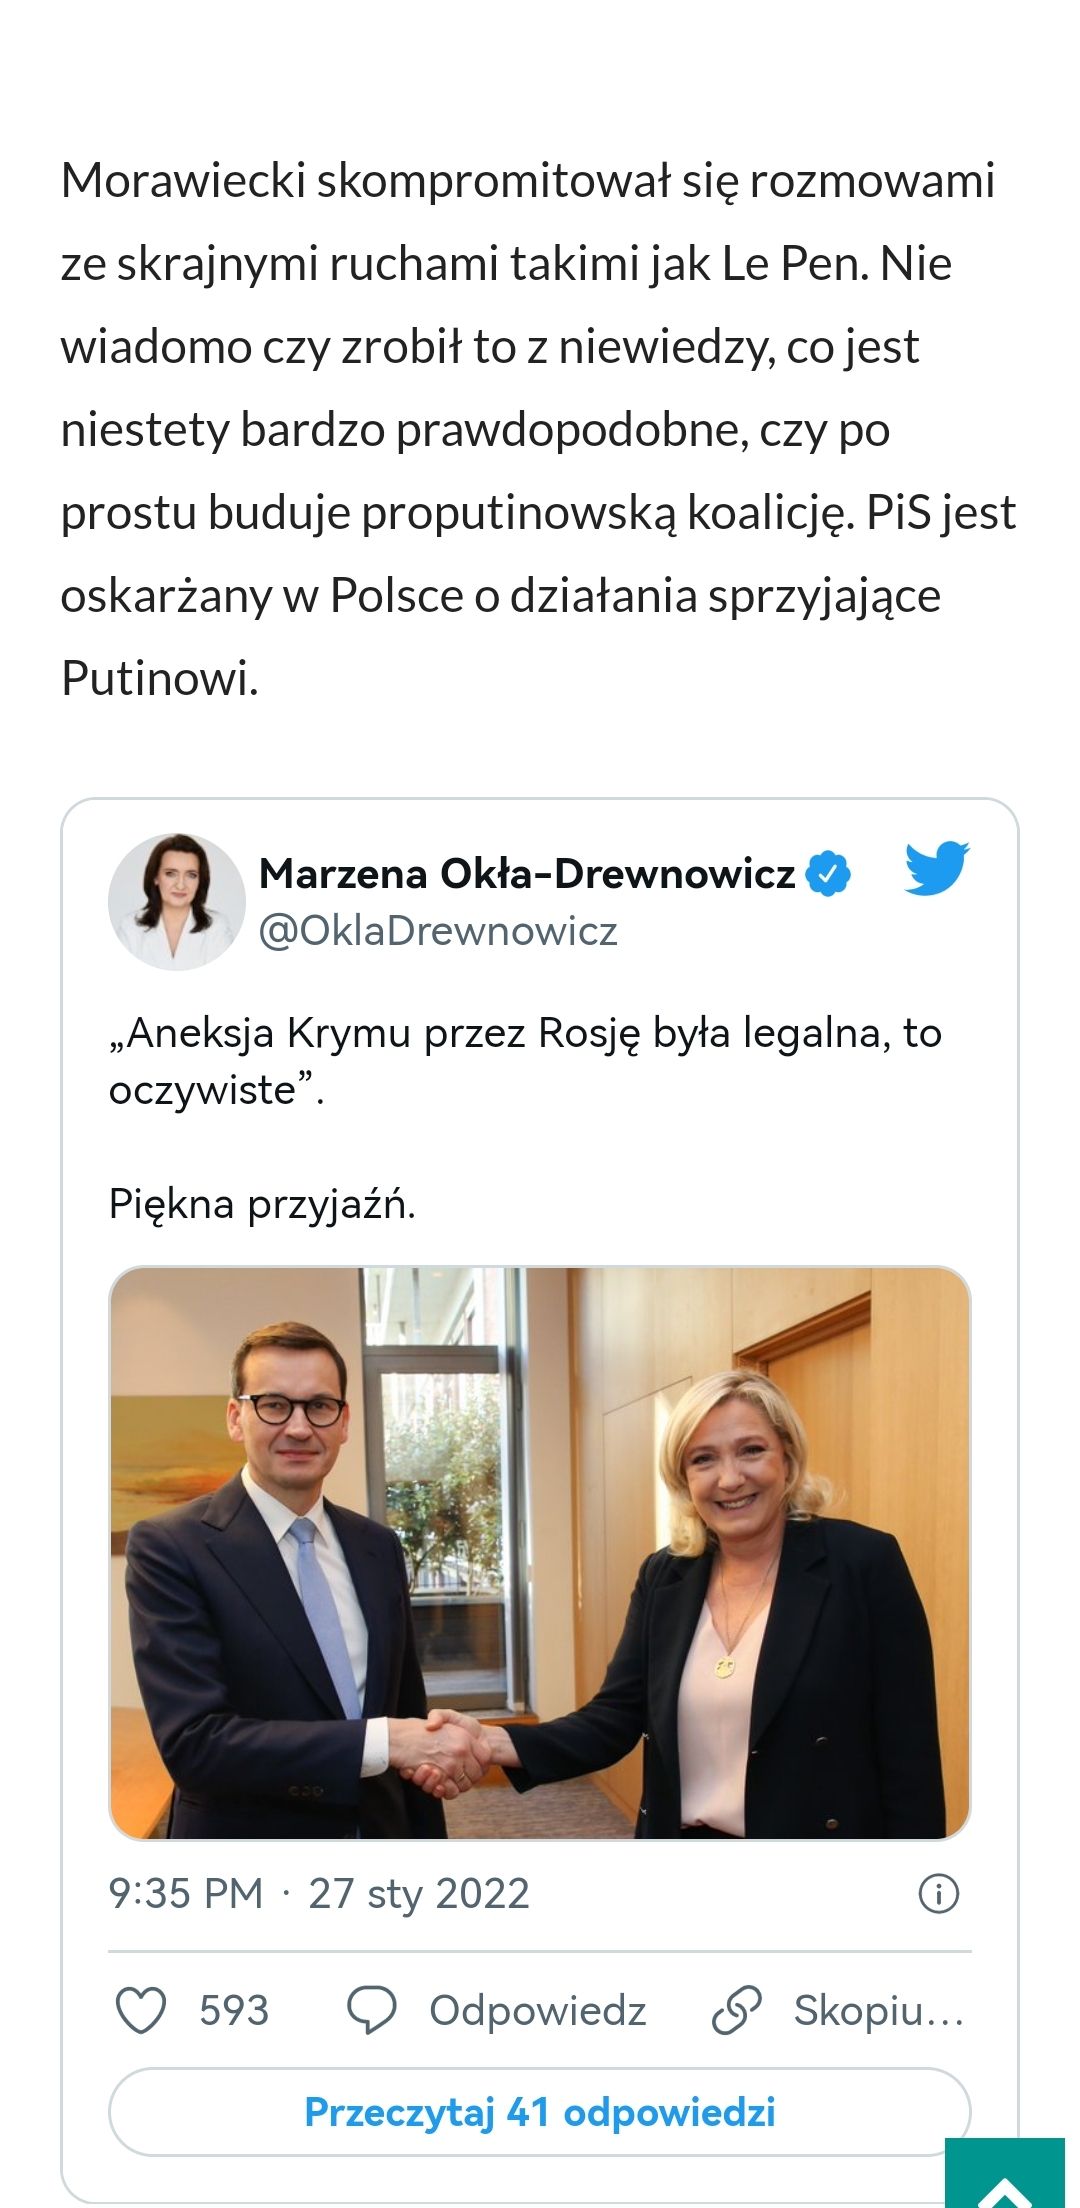 Morawiecki skompromitował się rozmowami
ze skrajnymi ruchami takimi jak Le Pen. Nie
wiadomo czy zrobił to z niewiedzy, co jest
niestety bardzo prawdopodobne, czy po
prostu buduje proputinowską koalicję. PiS jest
oskarżany w Polsce o działania sprzyjające
Putinowi.
Marzena Okła-Drewnowicz
@OklaDrewnowicz
„Aneksja Krymu przez Rosję była legalna, to
oczywiste”.
Piękna przyjaźń.
9:35 PM · 27 sty 2022
593 Odpowiedz Skopiu...
Przeczytaj 41 odpowiedzi